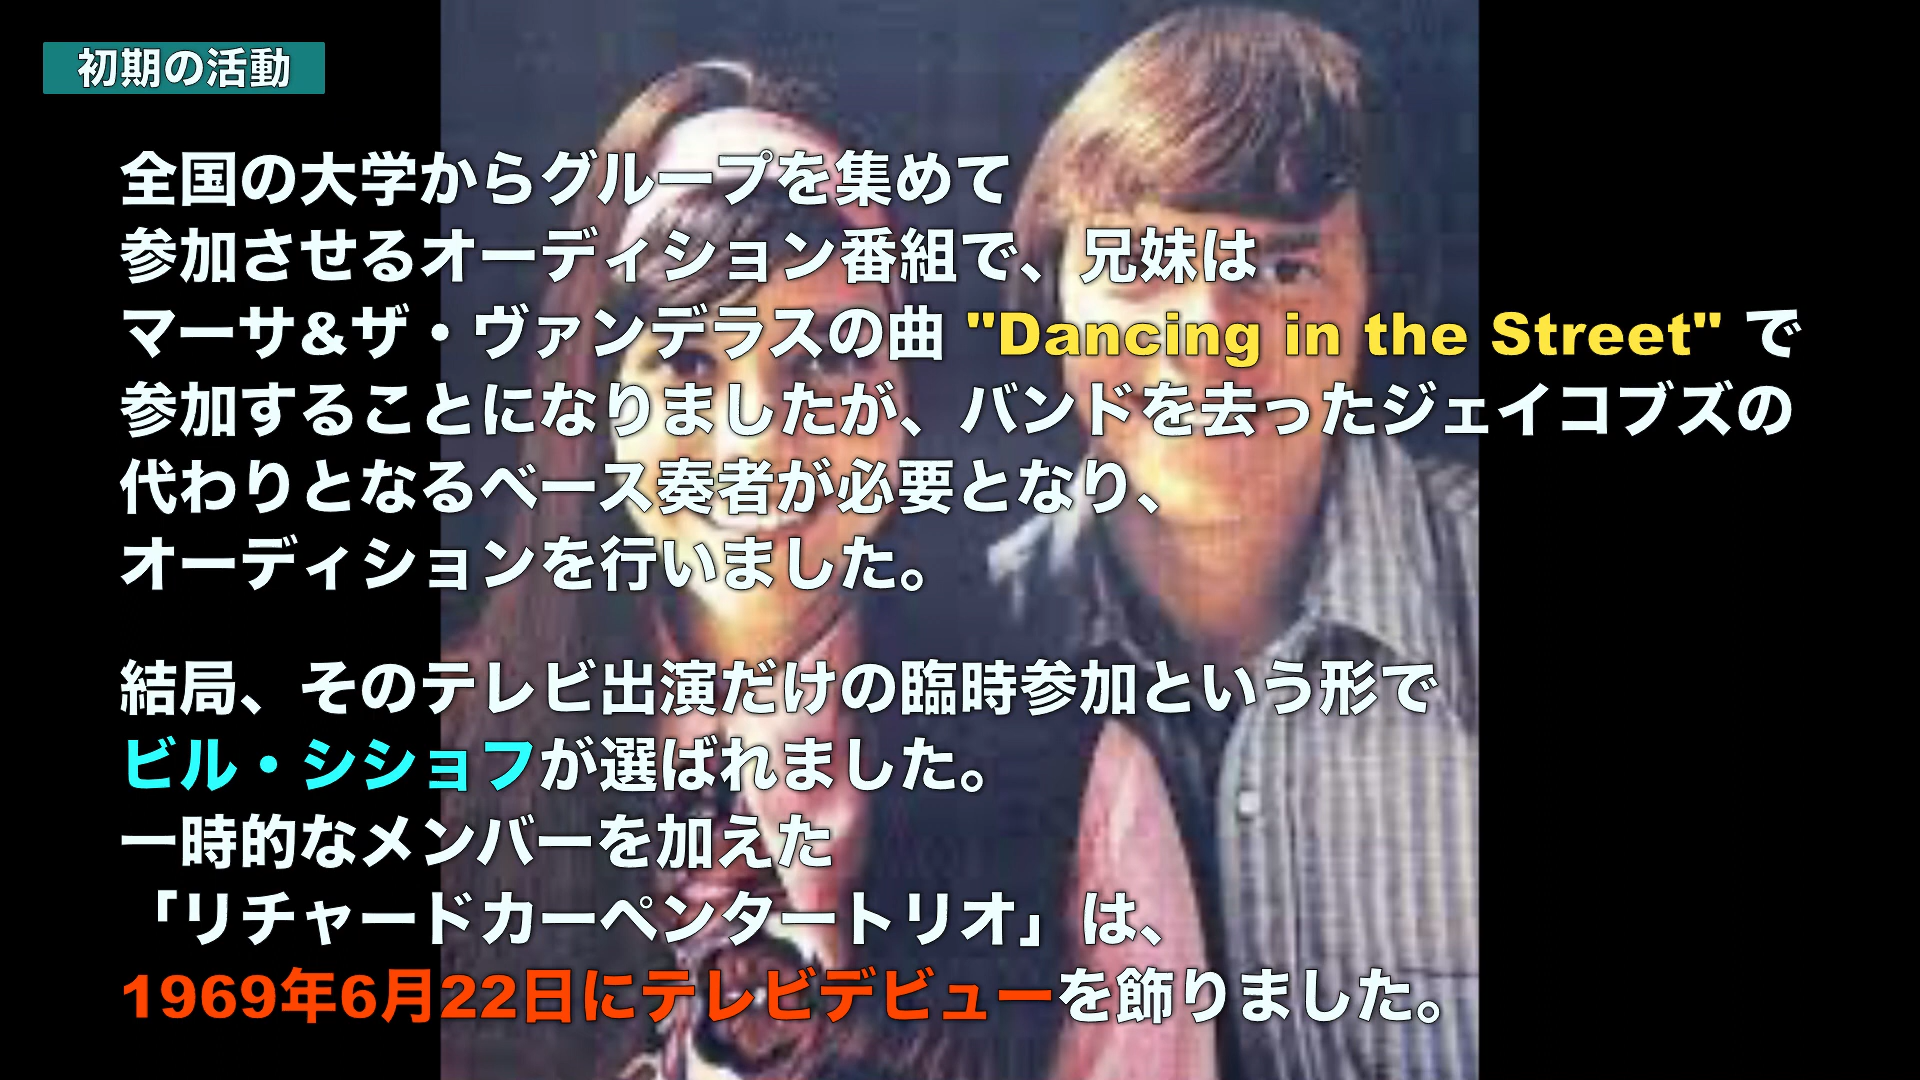 初期の活動
全国の大学からグループを集めて
参加させるオーディション番組で、兄妹は
マーサ&ザ・ヴァンデラスの曲 "Dancing in the Street" で
参加することになりましたが、バンドを去ったジェイコブズの
代わりとなるベース奏者が必要となり、
オーディションを行いました。
結局、そのテレビ出演だけの臨時参加という形で
ビル・シショフが選ばれました。
一時的なメンバーを加えた
「リチャードカーペンタートリオ」は、
1969年6月22日にテレビデビューを飾りました。